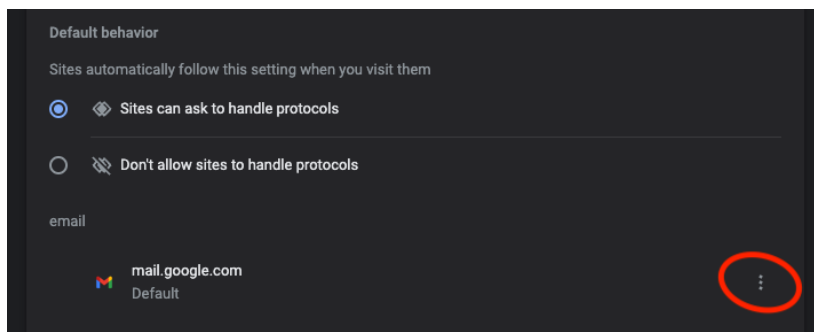 Default behavior
Sites automatically follow this setting when you visit them
Sites can ask to handle protocols
Don't allow sites to handle protocols
email
mail.google.com
Default